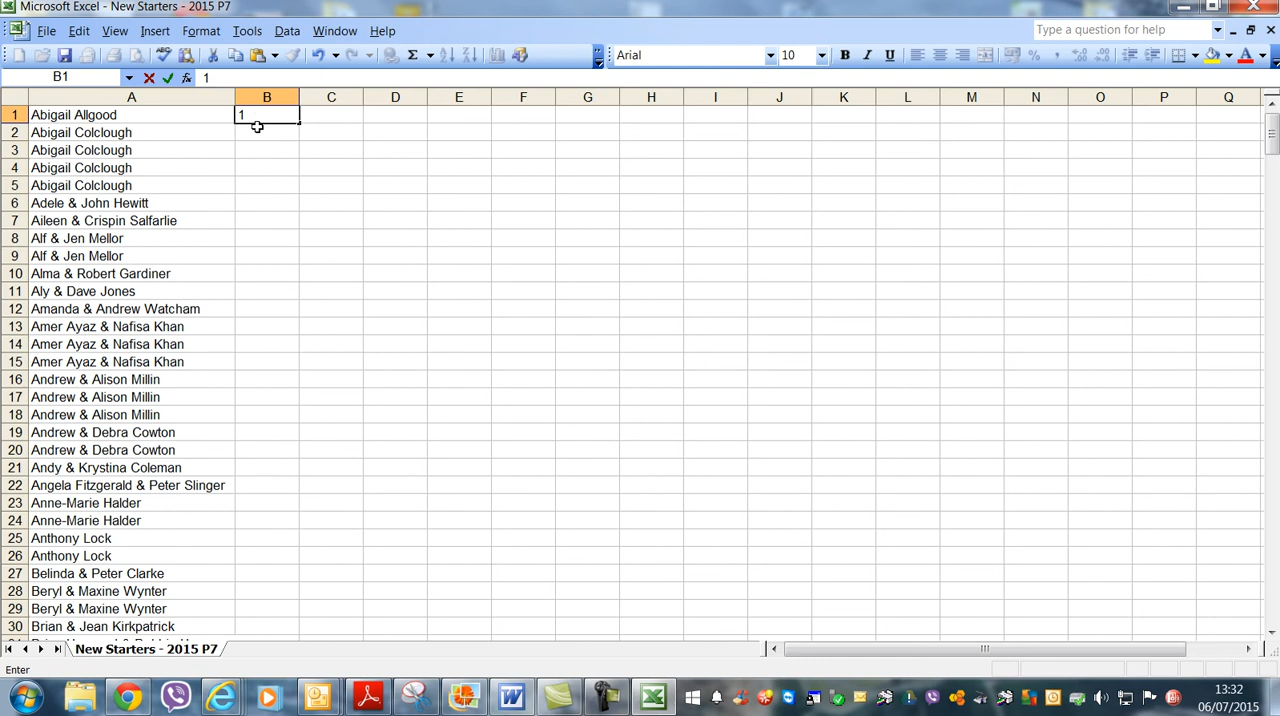 Microsoft Excel - New Starters - 2015 P7
File Edit View Insert Format Tools Data Window Help
Type a question for help
Arial 10 B I U
B1 1
A B C D E F G H I J K L M N O P Q
1 Abigail Allgood 1
2 Abigail Colclough
3 Abigail Colclough
4 Abigail Colclough
5 Abigail Colclough
6 Adele & John Hewitt
7 Aileen & Crispin Salfarlie
8 Alf & Jen Mellor
9 Alf & Jen Mellor
10 Alma & Robert Gardiner
11 Aly & Dave Jones
12 Amanda & Andrew Watcham
13 Amer Ayaz & Nafisa Khan
14 Amer Ayaz & Nafisa Khan
15 Amer Ayaz & Nafisa Khan
16 Andrew & Alison Millin
17 Andrew & Alison Millin
18 Andrew & Alison Millin
19 Andrew & Debra Cowton
20 Andrew & Debra Cowton
21 Andy & Krystina Coleman
22 Angela Fitzgerald & Peter Slinger
23 Anne-Marie Halder
24 Anne-Marie Halder
25 Anthony Lock
26 Anthony Lock
27 Belinda & Peter Clarke
28 Beryl & Maxine Wynter
29 Beryl & Maxine Wynter
30 Brian & Jean Kirkpatrick
New Starters - 2015 P7
Enter
13:32
06/07/2015